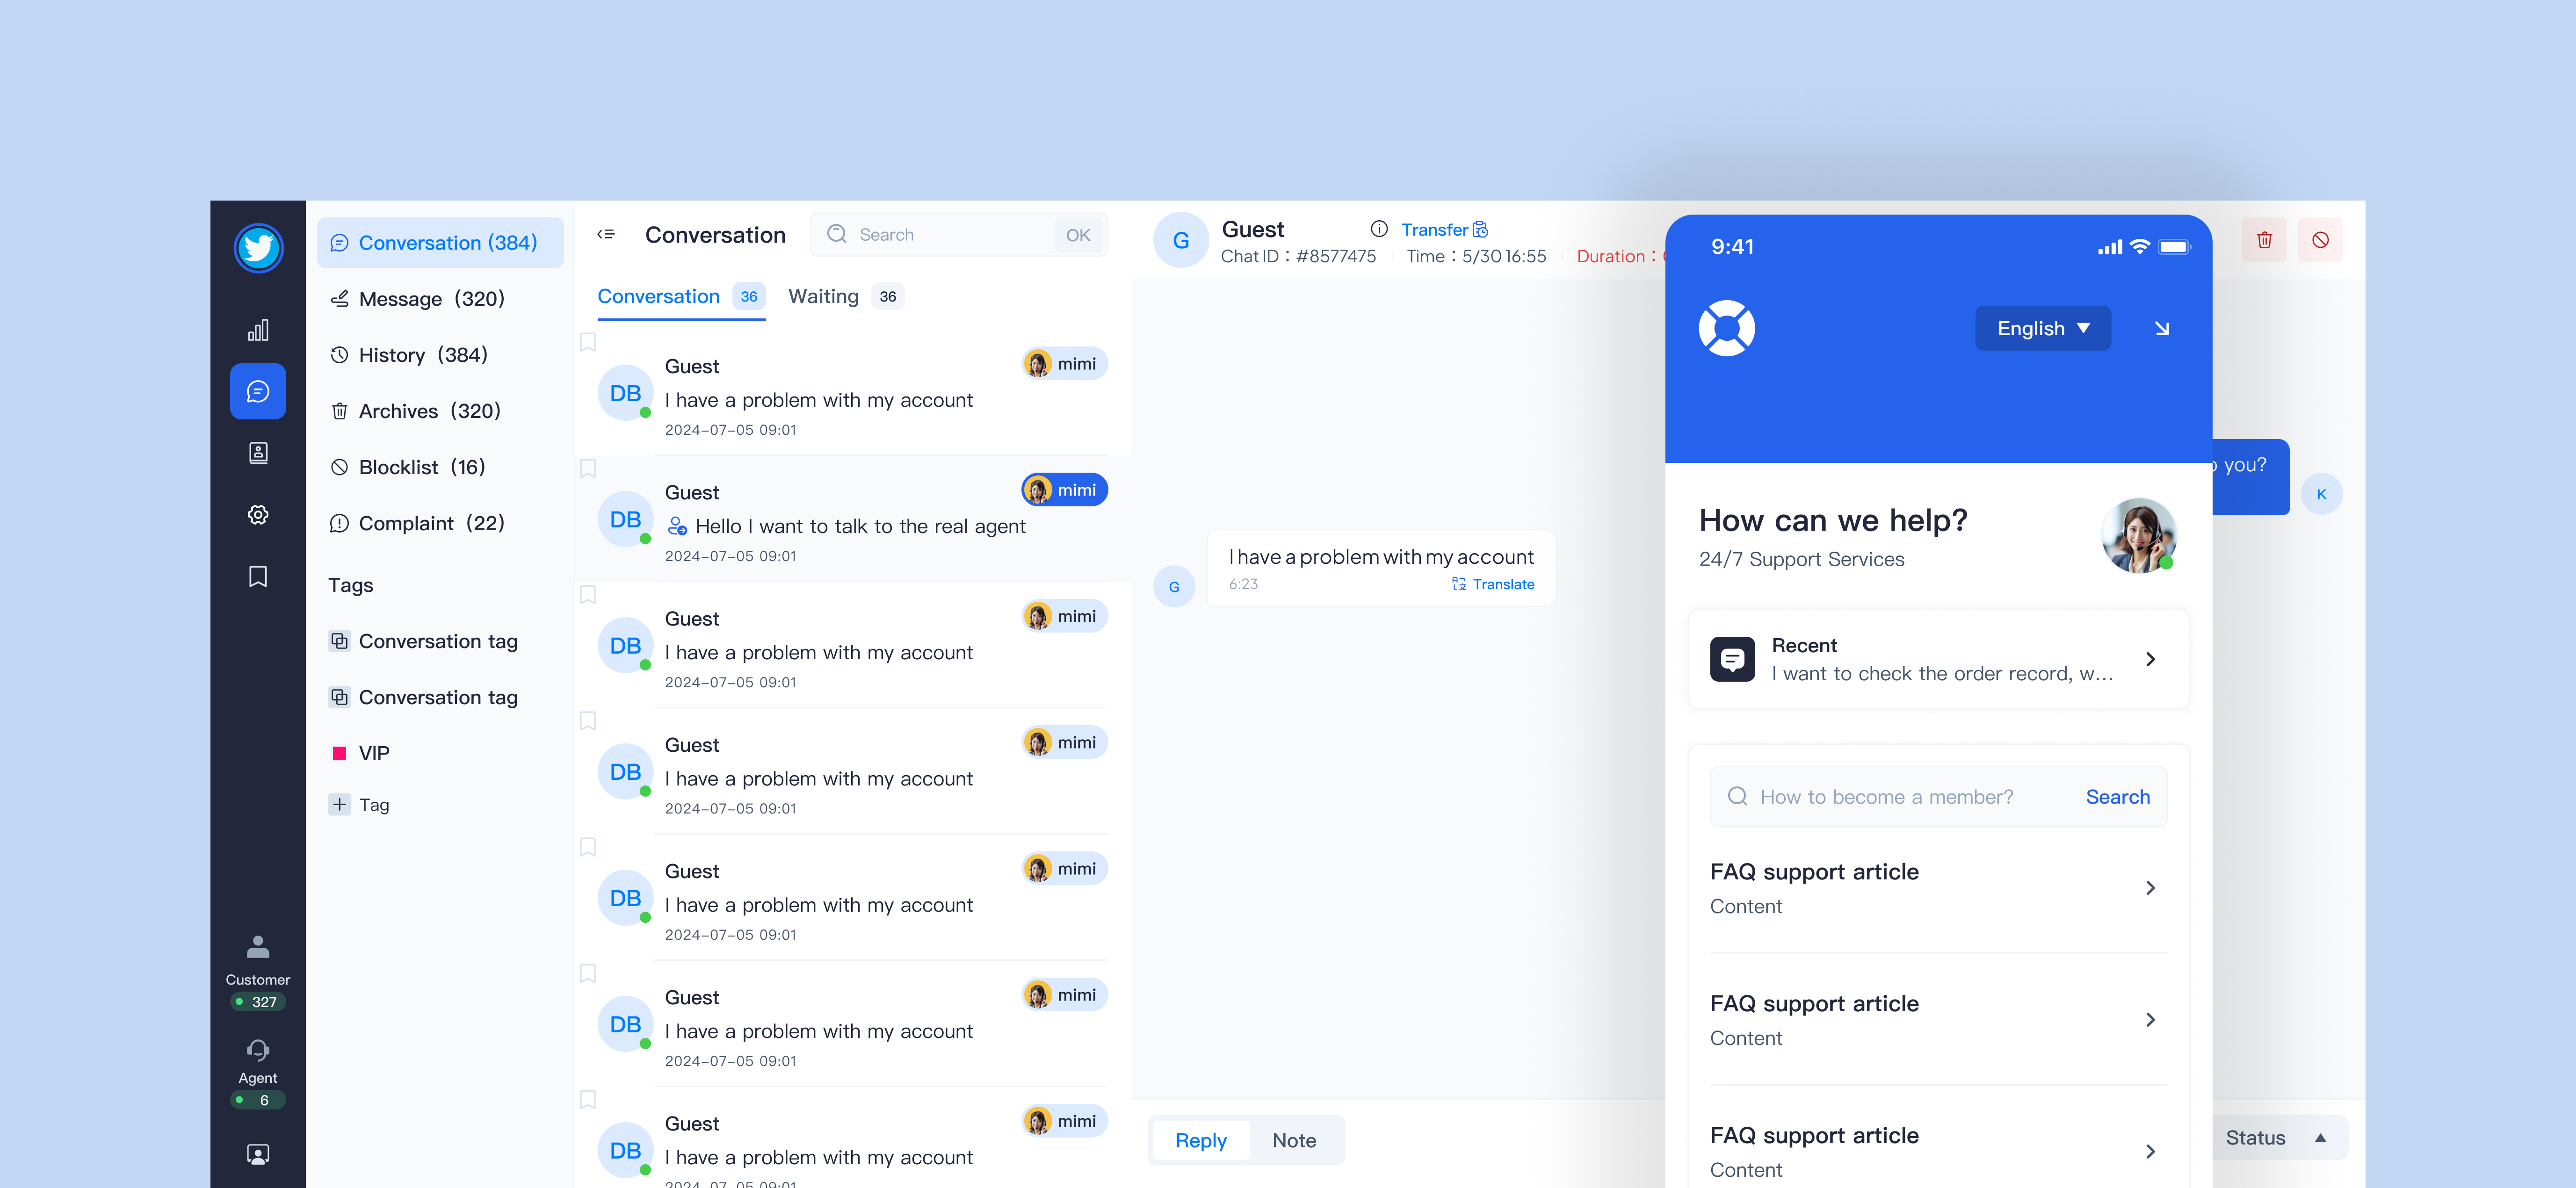 Customer
327
Agent
6
Conversation (384)
Message (320)
History (384)
Archives (320)
Blocklist (16)
Complaint (22)
Tags
Conversation tag
Conversation tag
VIP
Tag
Conversation
Search
OK
Conversation 36 Waiting 36
DB
Guest
mimi
I have a problem with my account
2024-07-05 09:01
DB
Guest
mimi
Hello I want to talk to the real agent
2024-07-05 09:01
DB
Guest
mimi
I have a problem with my account
2024-07-05 09:01
DB
Guest
mimi
I have a problem with my account
2024-07-05 09:01
DB
Guest
mimi
I have a problem with my account
2024-07-05 09:01
DB
Guest
mimi
I have a problem with my account
2024-07-05 09:01
DB
Guest
mimi
I have a problem with my account
2024-07-05 09:01
G
Guest
Transfer
Chat ID：#8577475
Time：5/30 16:55
Duration：
you?
K
G
I have a problem with my account
6:23
Translate
Reply
Note
Status
9:41
English
How can we help?
24/7 Support Services
Recent
I want to check the order record, w...
How to become a member?
Search
FAQ support article
Content
FAQ support article
Content
FAQ support article
Content